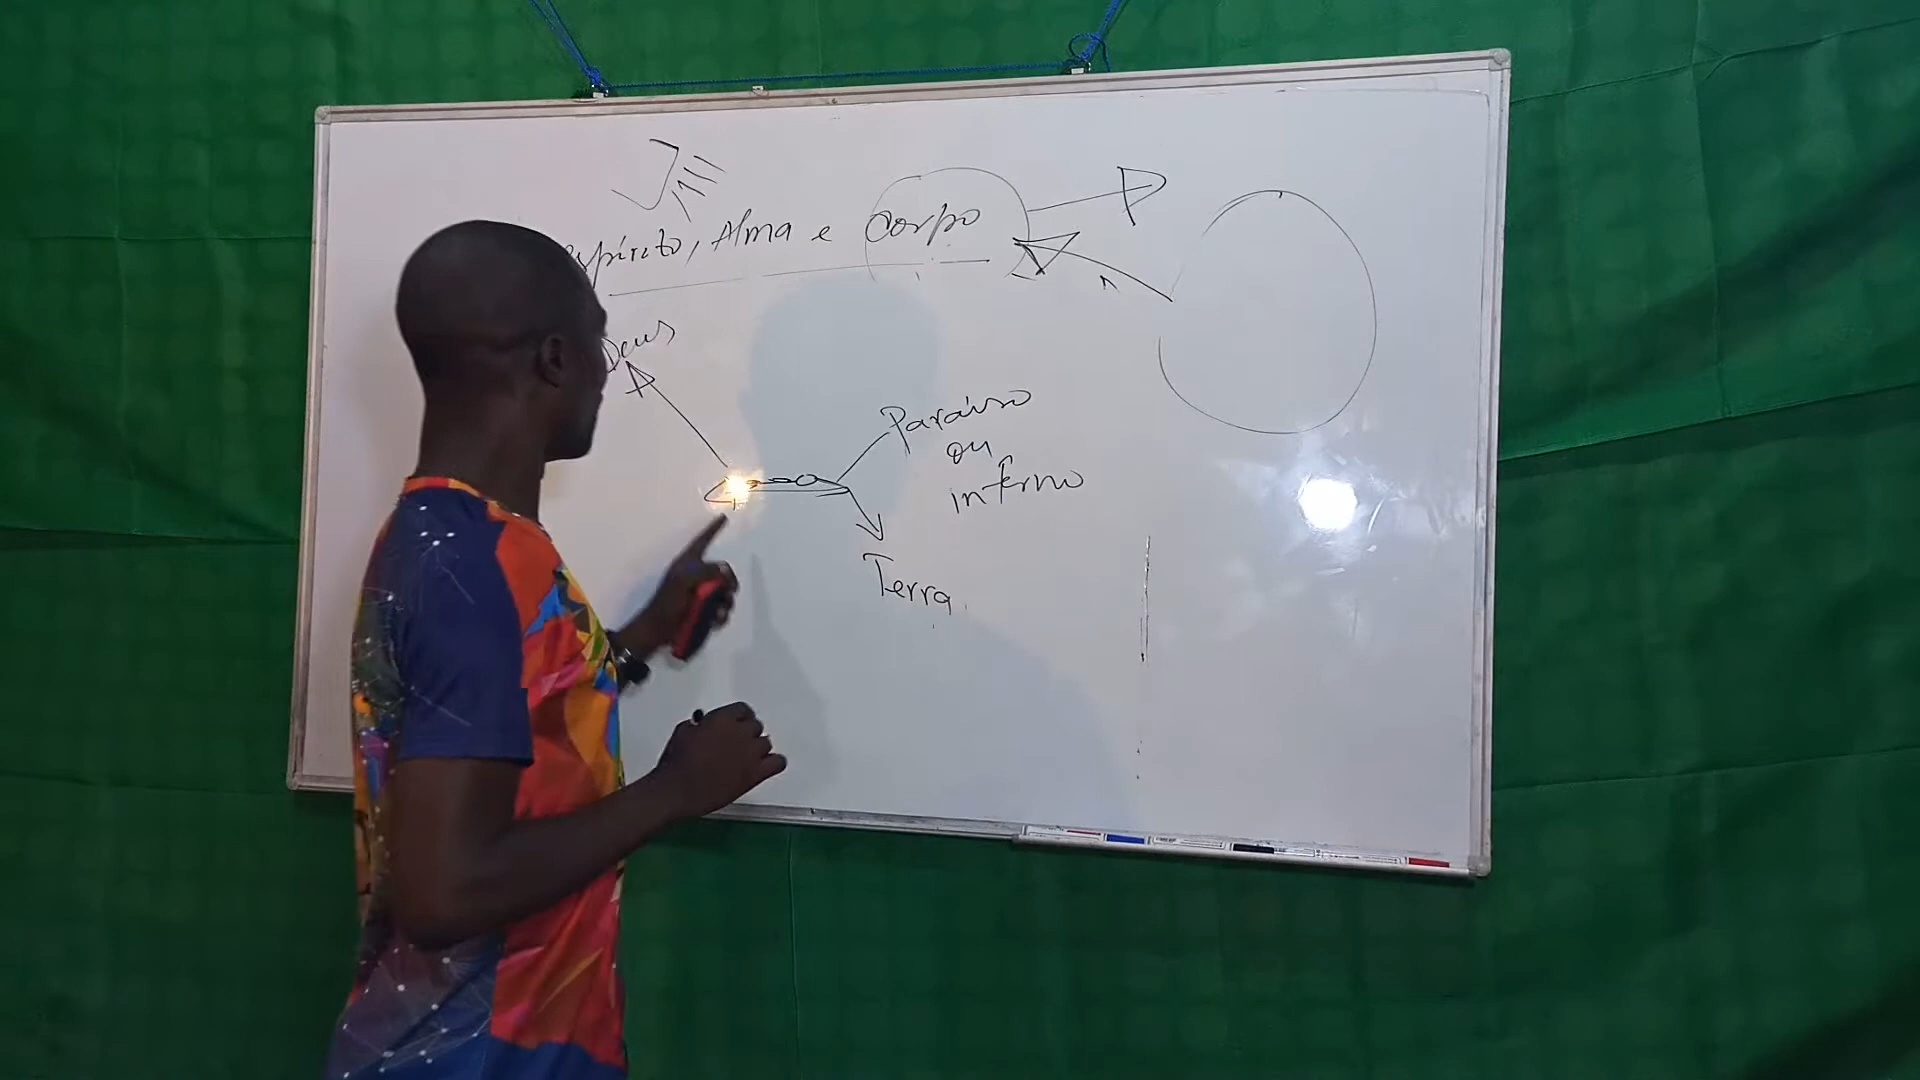 espírito, Alma e corpo
Deus
Paraíso
ou
inferno
Terra